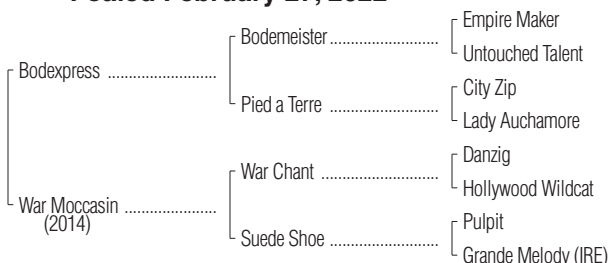 Foaled February 27, 2022
Empire Maker
Bodemeister ..........................
Untouched Talent
Bodexpress ..........................
City Zip
Pied a Terre ..........................
Lady Auchamore
Danzig
War Chant ............................
Hollywood Wildcat
War Moccasin ......................
(2014)
Pulpit
Suede Shoe ..........................
Grande Melody (IRE)